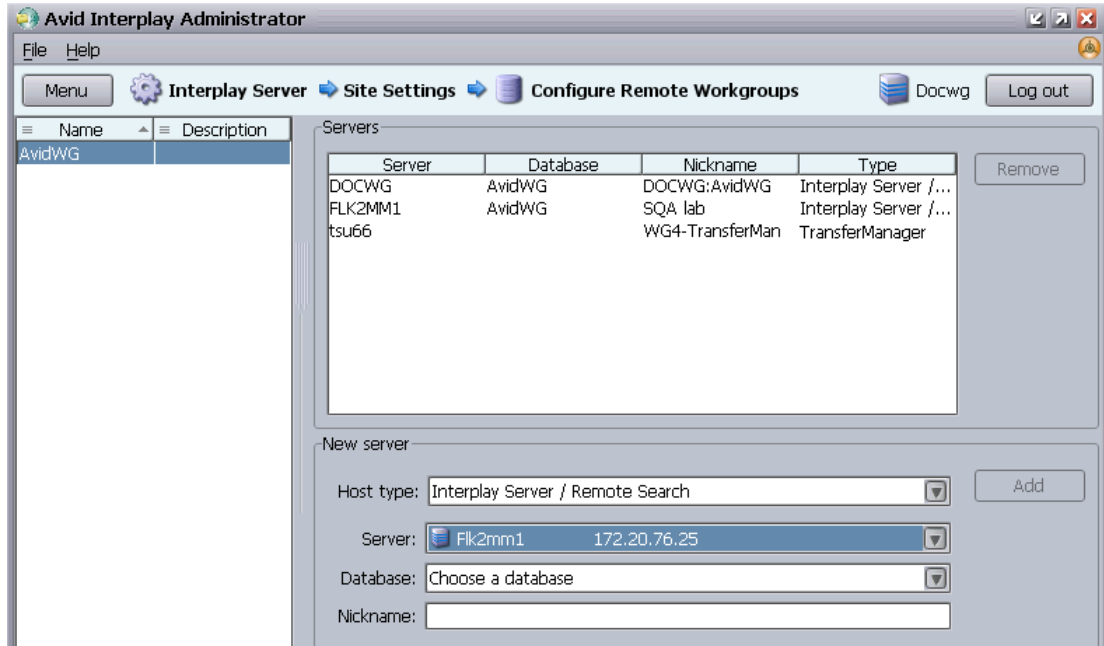 Avid Interplay Administrator
File Help
Menu Interplay Server Site Settings Configure Remote Workgroups Docwg Log out
Name Description
AvidWG
Servers
Server Database Nickname Type
DOCWG AvidWG DOCWG:AvidWG Interplay Server /...
FLK2MM1 AvidWG SQA lab Interplay Server /...
tsu66 WG4-TransferMan TransferManager
Remove
New server
Host type: Interplay Server / Remote Search
Add
Server: Flk2mm1 172.20.76.25
Database: Choose a database
Nickname: